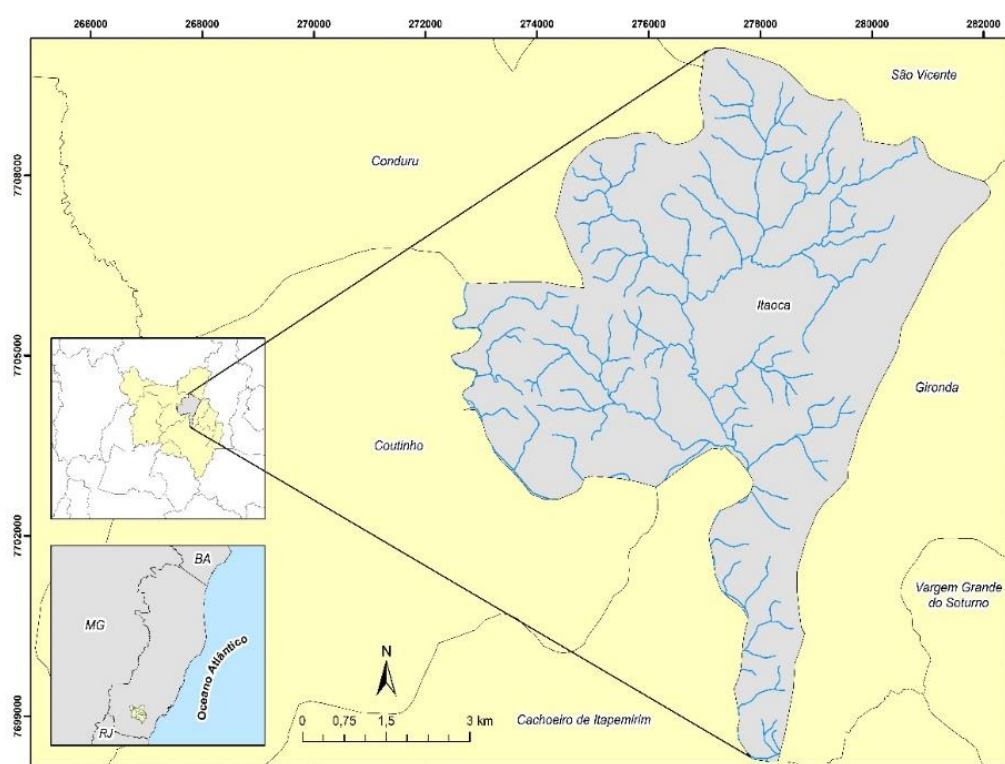 266000
268000
270000
272000
274000
276000
278000
280000
282000
São Vicente
Conduru
7708000
Itaoca
7705000
Gironda
Coutinho
7702000
BA
Vargem Grande
do Soturno
MG
Oceano Atlântico
N
7699000
0 0,75 1,5 3 km
Cachoeiro de Itapemirim
RJ